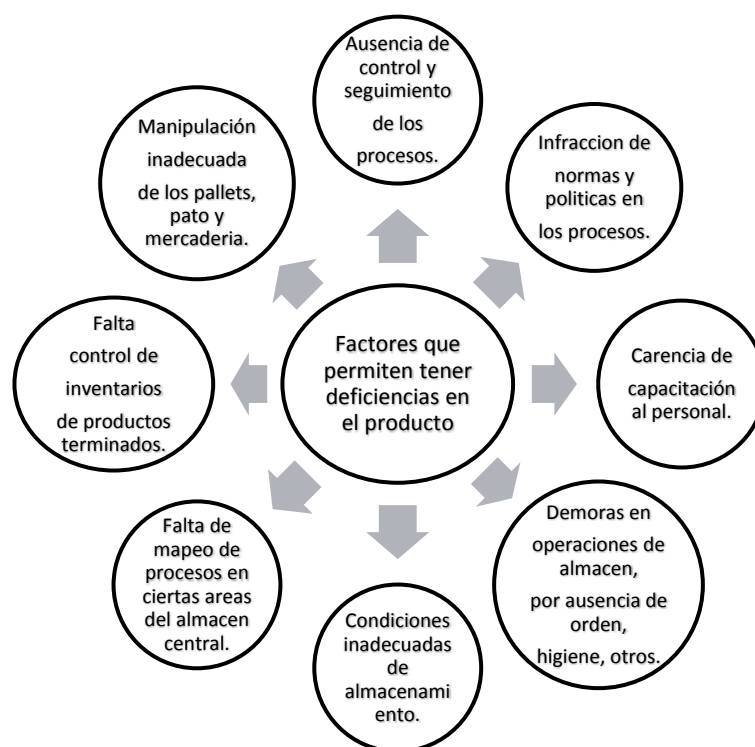 Ausencia de
control y
seguimiento
de los
procesos.
Infraccion de
normas y
politicas en
los procesos.
Carencia de
capacitación
al personal.
Demoras en
operaciones de
almacen,
por ausencia de
orden,
higiene, otros.
Condiciones
inadecuadas
de
almacenami
ento.
Falta de
mapeo de
procesos en
ciertas areas
del almacen
central.
Falta
control de
inventarios
de productos
terminados.
Manipulación
inadecuada
de los pallets,
pato y
mercaderia.
Factores que
permiten tener
deficiencias en
el producto